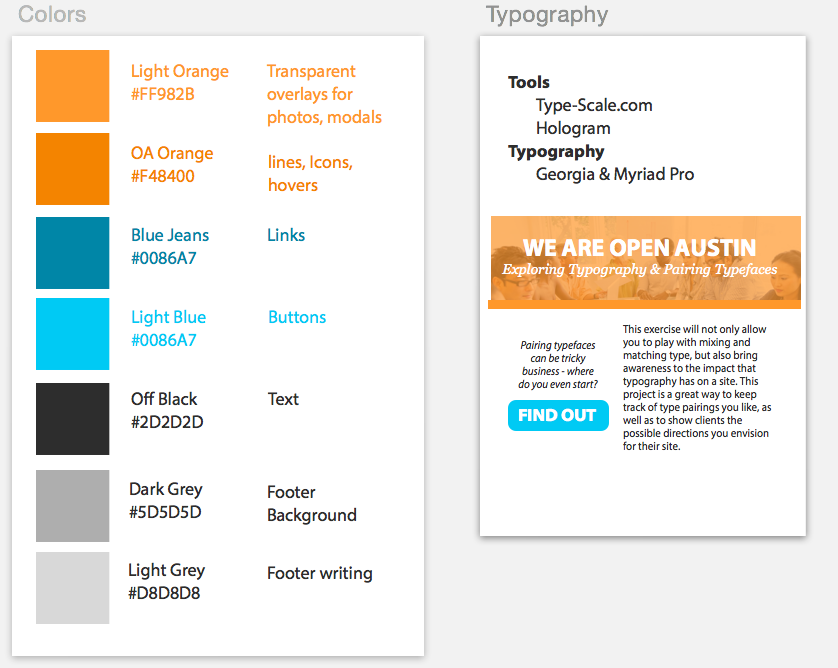 Colors
Light Orange
#FF982B
Transparent
overlays for
photos, modals
OA Orange
#F48400
lines, Icons,
hovers
Blue Jeans
#0086A7
Links
Light Blue
#0086A7
Buttons
Off Black
#2D2D2D
Text
Dark Grey
#5D5D5D
Footer
Background
Light Grey
#D8D8D8
Footer writing
Typography
Tools
Type-Scale.com
Hologram
Typography
Georgia & Myriad Pro
WE ARE OPEN AUSTIN
Exploring Typography & Pairing Typefaces
Pairing typefaces
can be tricky
business - where
do you even start?
FIND OUT
This exercise will not only allow
you to play with mixing and
matching type, but also bring
awareness to the impact that
typography has on a site. This
project is a great way to keep
track of type pairings you like, as
well as to show clients the
possible directions you envision
for their site.